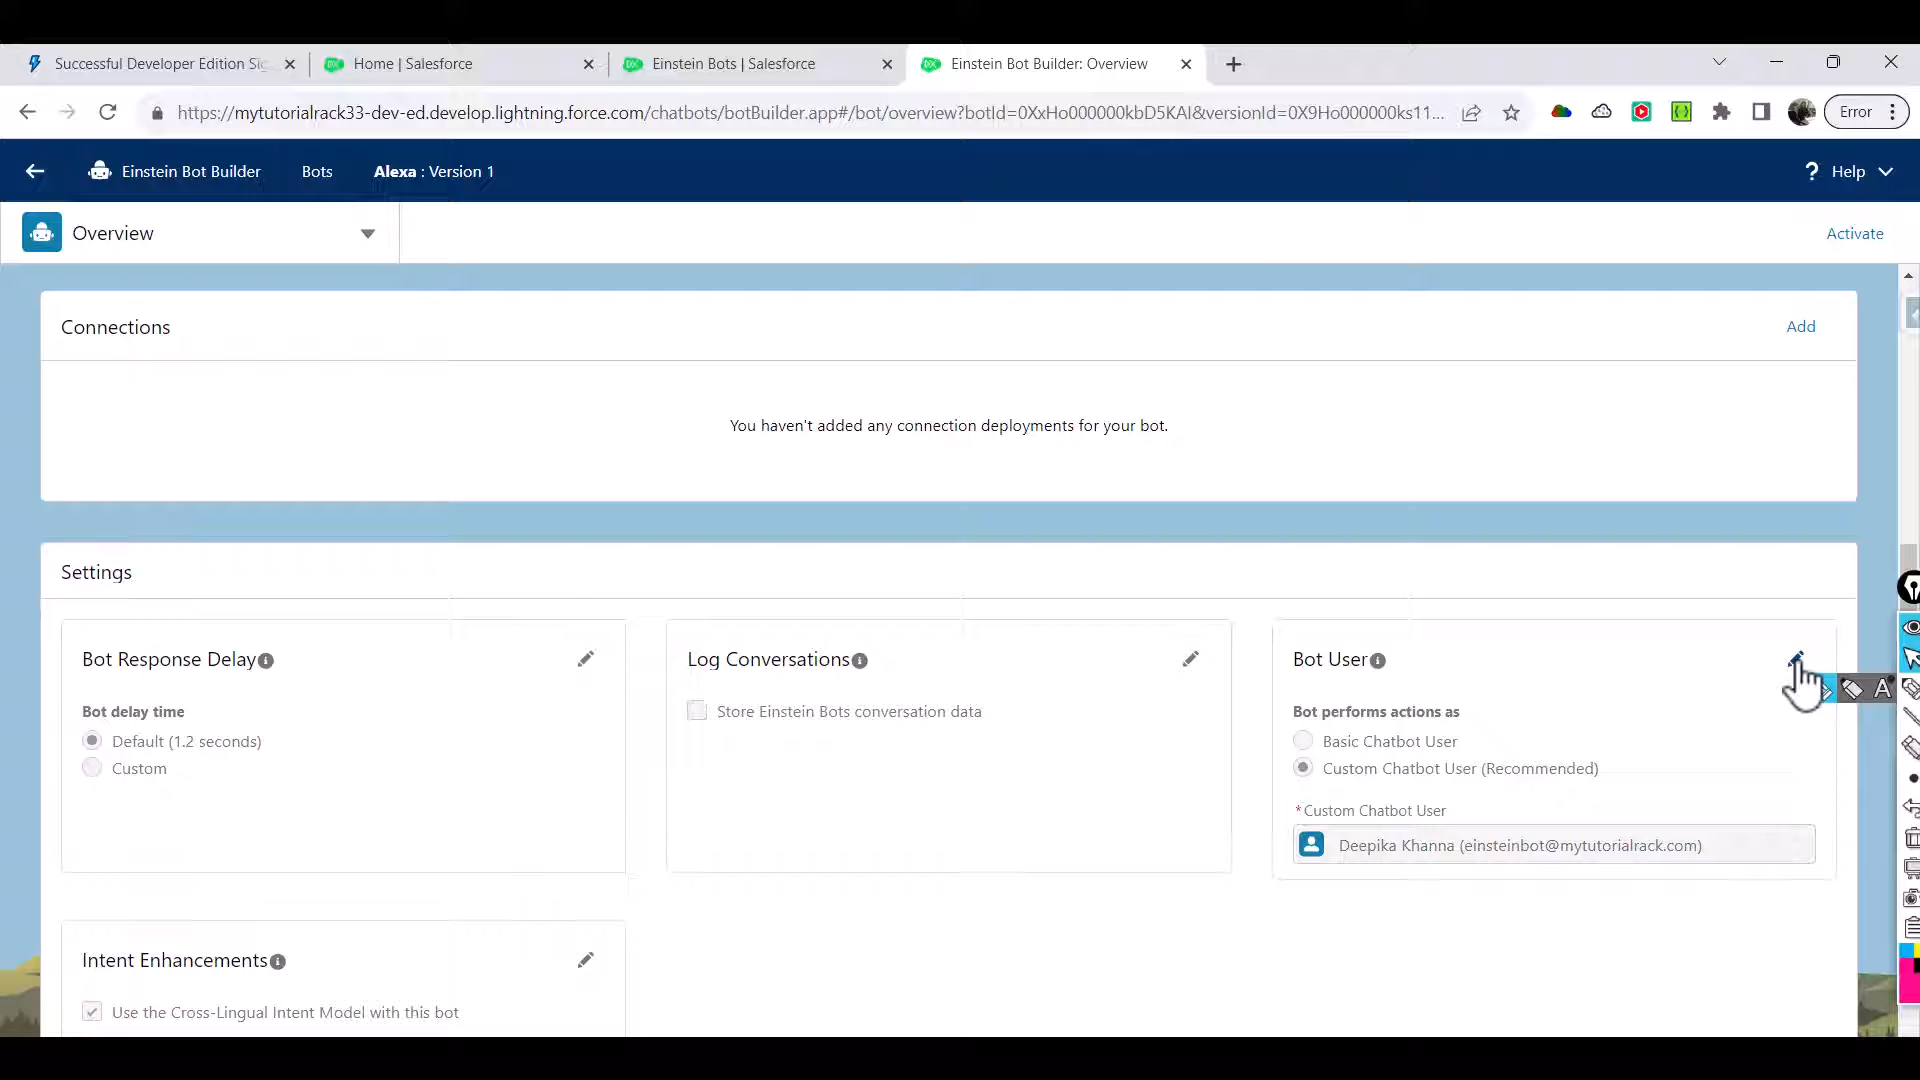 Successful Developer Edition Sig
Home | Salesforce
Einstein Bots | Salesforce
Einstein Bot Builder: Overview
https://mytutorialrack33-dev-ed.develop.lightning.force.com/chatbots/botBuilder.app#/bot/overview?botId=0XxHo000000kbD5KAI&versionId=0X9Ho000000ks11...
Error
Einstein Bot Builder
Bots
Alexa : Version 1
? Help
Overview
Activate
Connections
Add
You haven't added any connection deployments for your bot.
Settings
Bot Response Delay
Log Conversations
Bot User
Bot delay time
Store Einstein Bots conversation data
Bot performs actions as
Default (1.2 seconds)
Basic Chatbot User
Custom
Custom Chatbot User (Recommended)
*Custom Chatbot User
Deepika Khanna (einsteinbot@mytutorialrack.com)
Intent Enhancements
Use the Cross-Lingual Intent Model with this bot
A